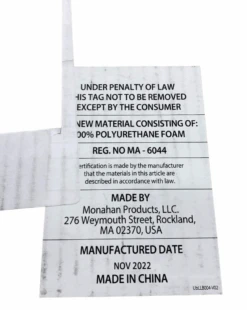 UNDER PENALTY OF LAW
HIS TAG NOT TO BE REMOVED
EXCEPT BY THE CONSUMER
NEW MATERIAL CONSISTING OF:
00% POLYURETHANE FOAM
REG. NO MA - 6044
ertification is made by the manufacturer
that the materials in this article are
described in accordance with law.
MADE BY
Monahan Products, LLC.
276 Weymouth Street, Rockland,
MA 02370, USA
MANUFACTURED DATE
NOV 2022
MADE IN CHINA